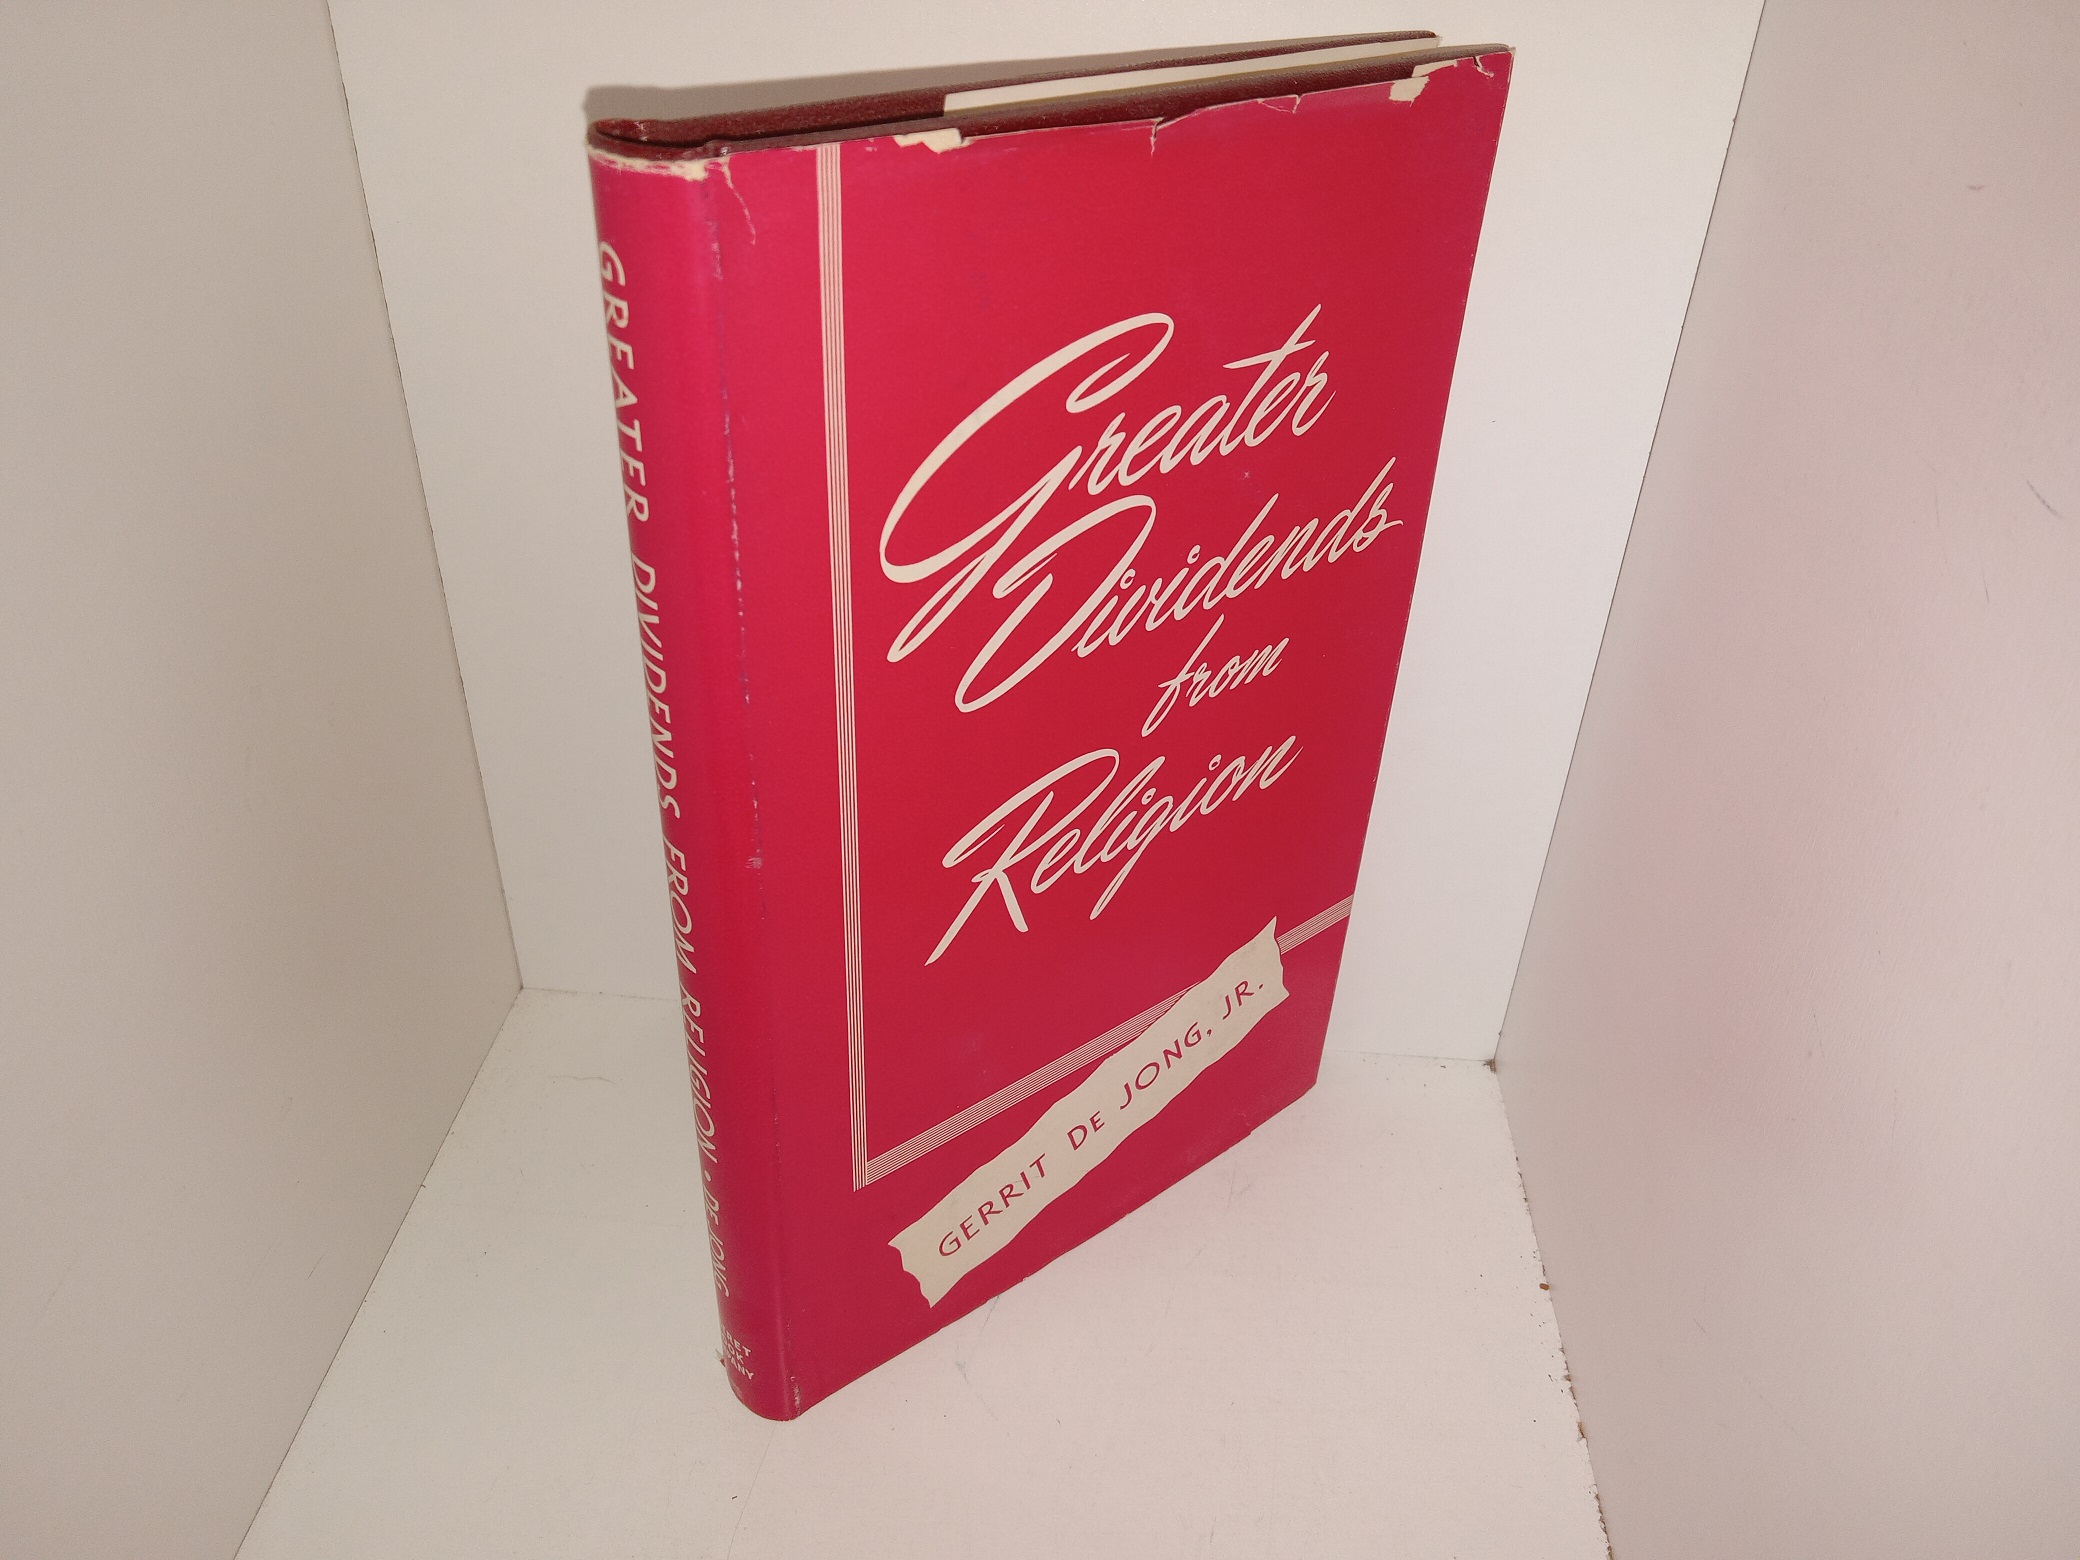 Greater
Dividends
from
Religion
GERRIT DE JONG, JR.
GREATER DIVIDENDS FROM RELIGION · DE JONG